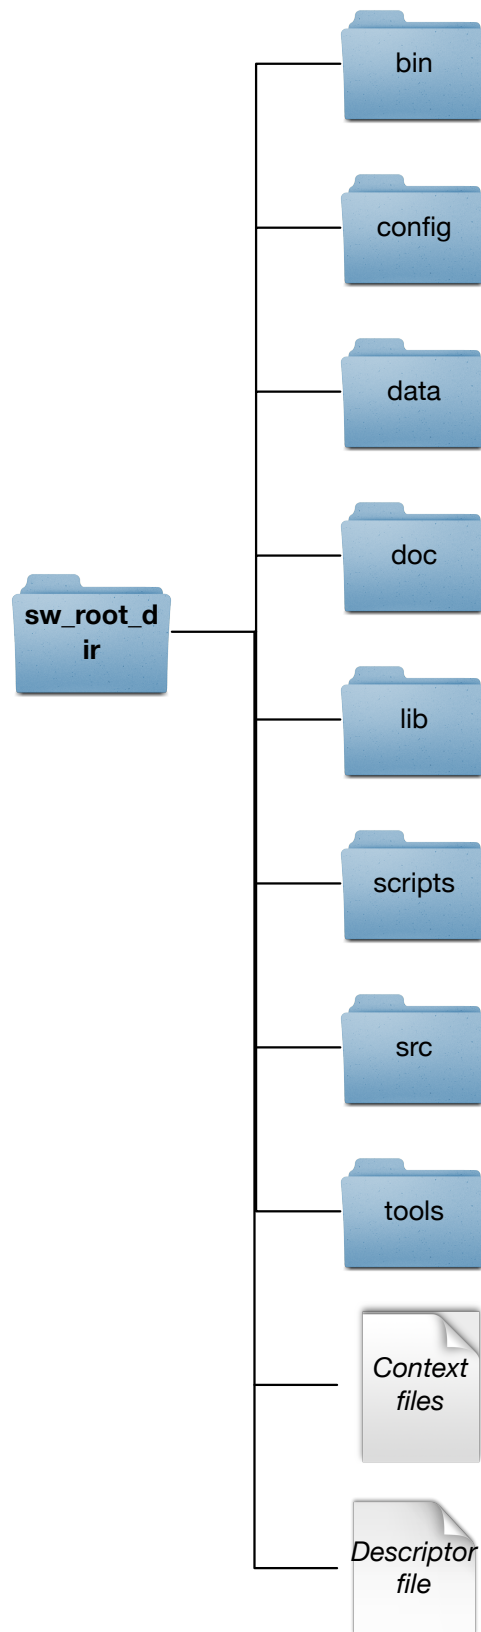 bin
config
data
doc
sw_root_d
ir
lib
scripts
src
tools
Context
files
Descriptor
file